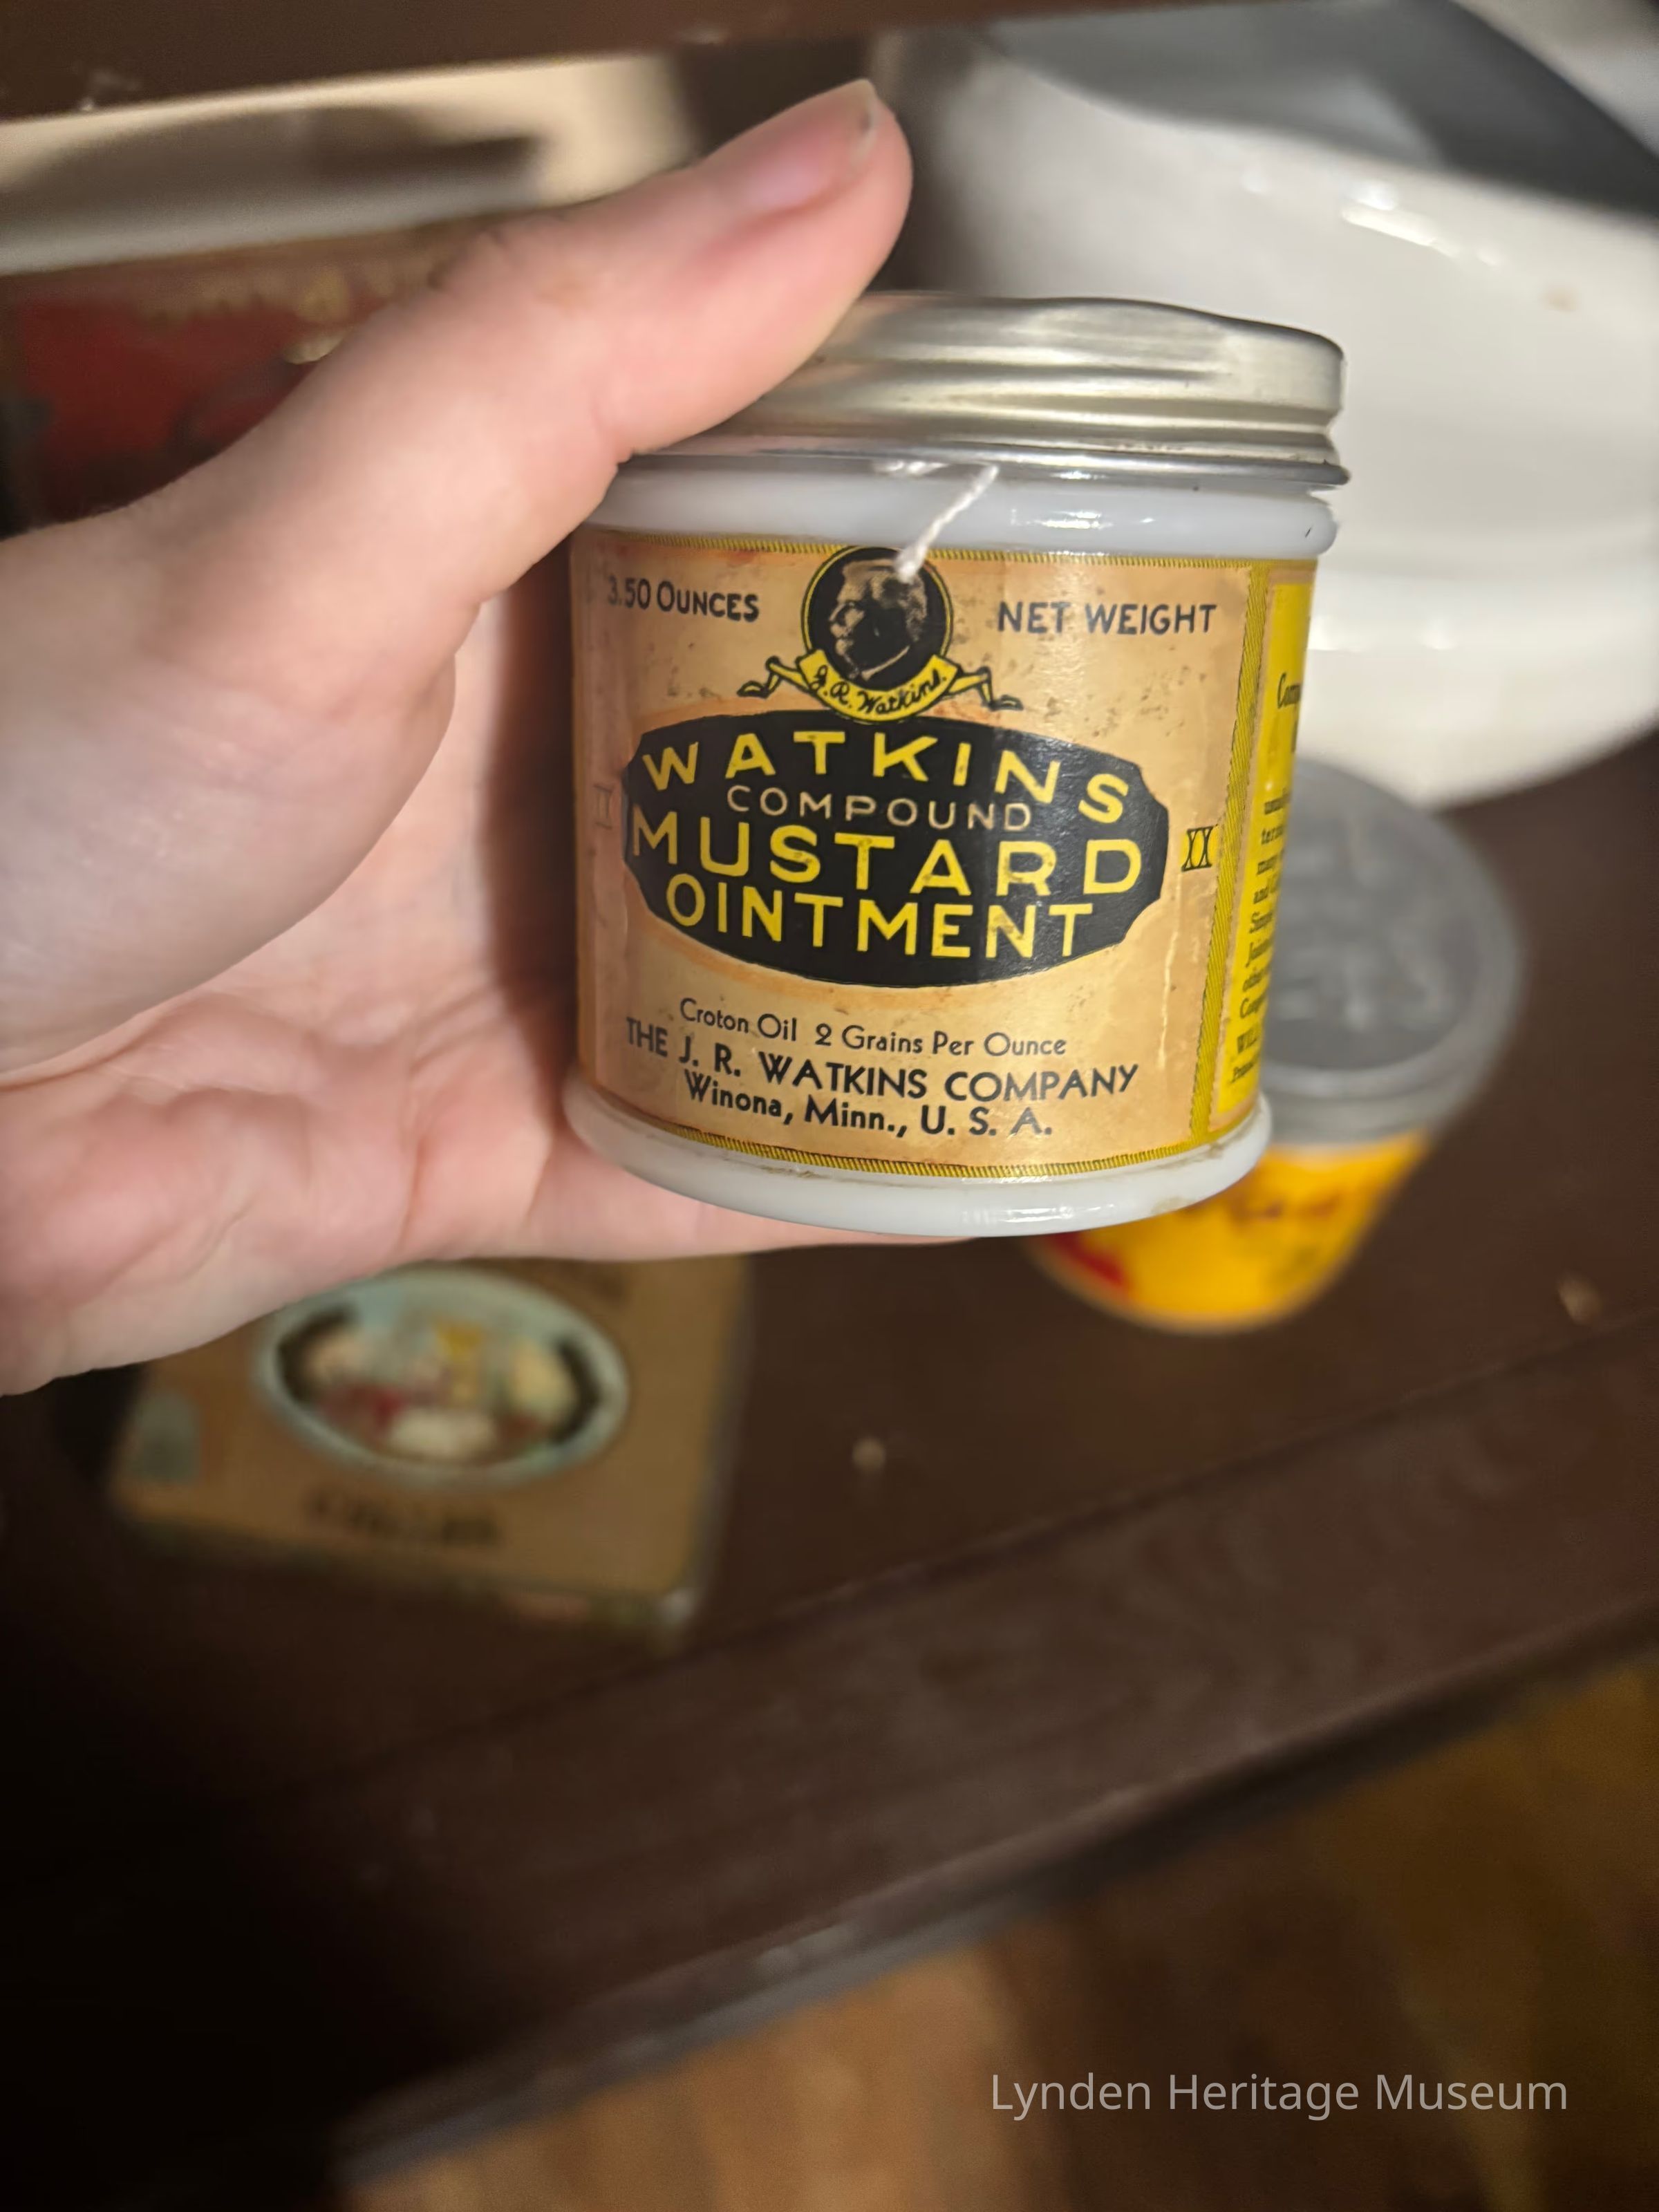 3.50 OUNCES
NET WEIGHT
J. R. Watkins.
WATKINS
COMPOUND
MUSTARD
OINTMENT
XX
Croton Oil 2 Grains Per Ounce
THE J. R. WATKINS COMPANY
Winona, Minn., U. S. A.
Lynden Heritage Museum